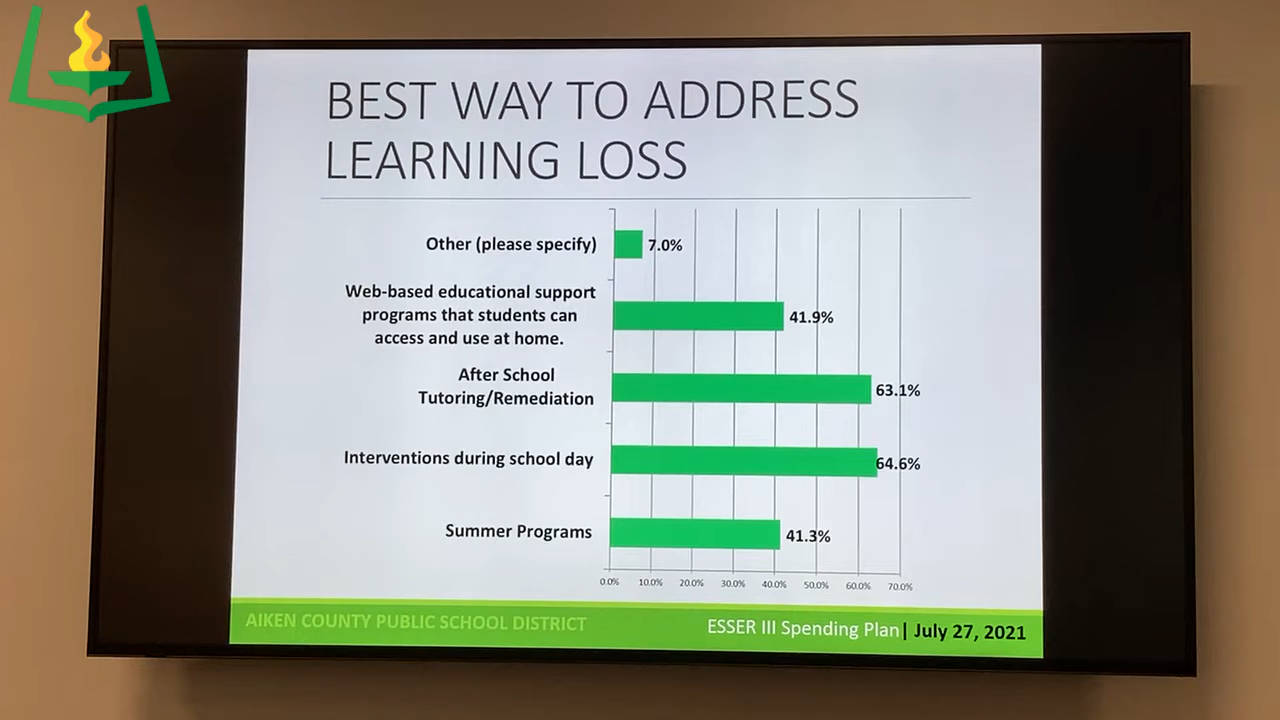 BEST WAY TO ADDRESS
LEARNING LOSS
Other (please specify)
7.0%
Web-based educational support
programs that students can
access and use at home.
41.9%
After School
Tutoring/Remediation
63.1%
Interventions during school day
64.6%
Summer Programs
41.3%
0.0% 10.0% 20.0% 30.0% 40.0% 50.0% 60.0% 70.0%
AIKEN COUNTY PUBLIC SCHOOL DISTRICT
ESSER III Spending Plan| July 27, 2021